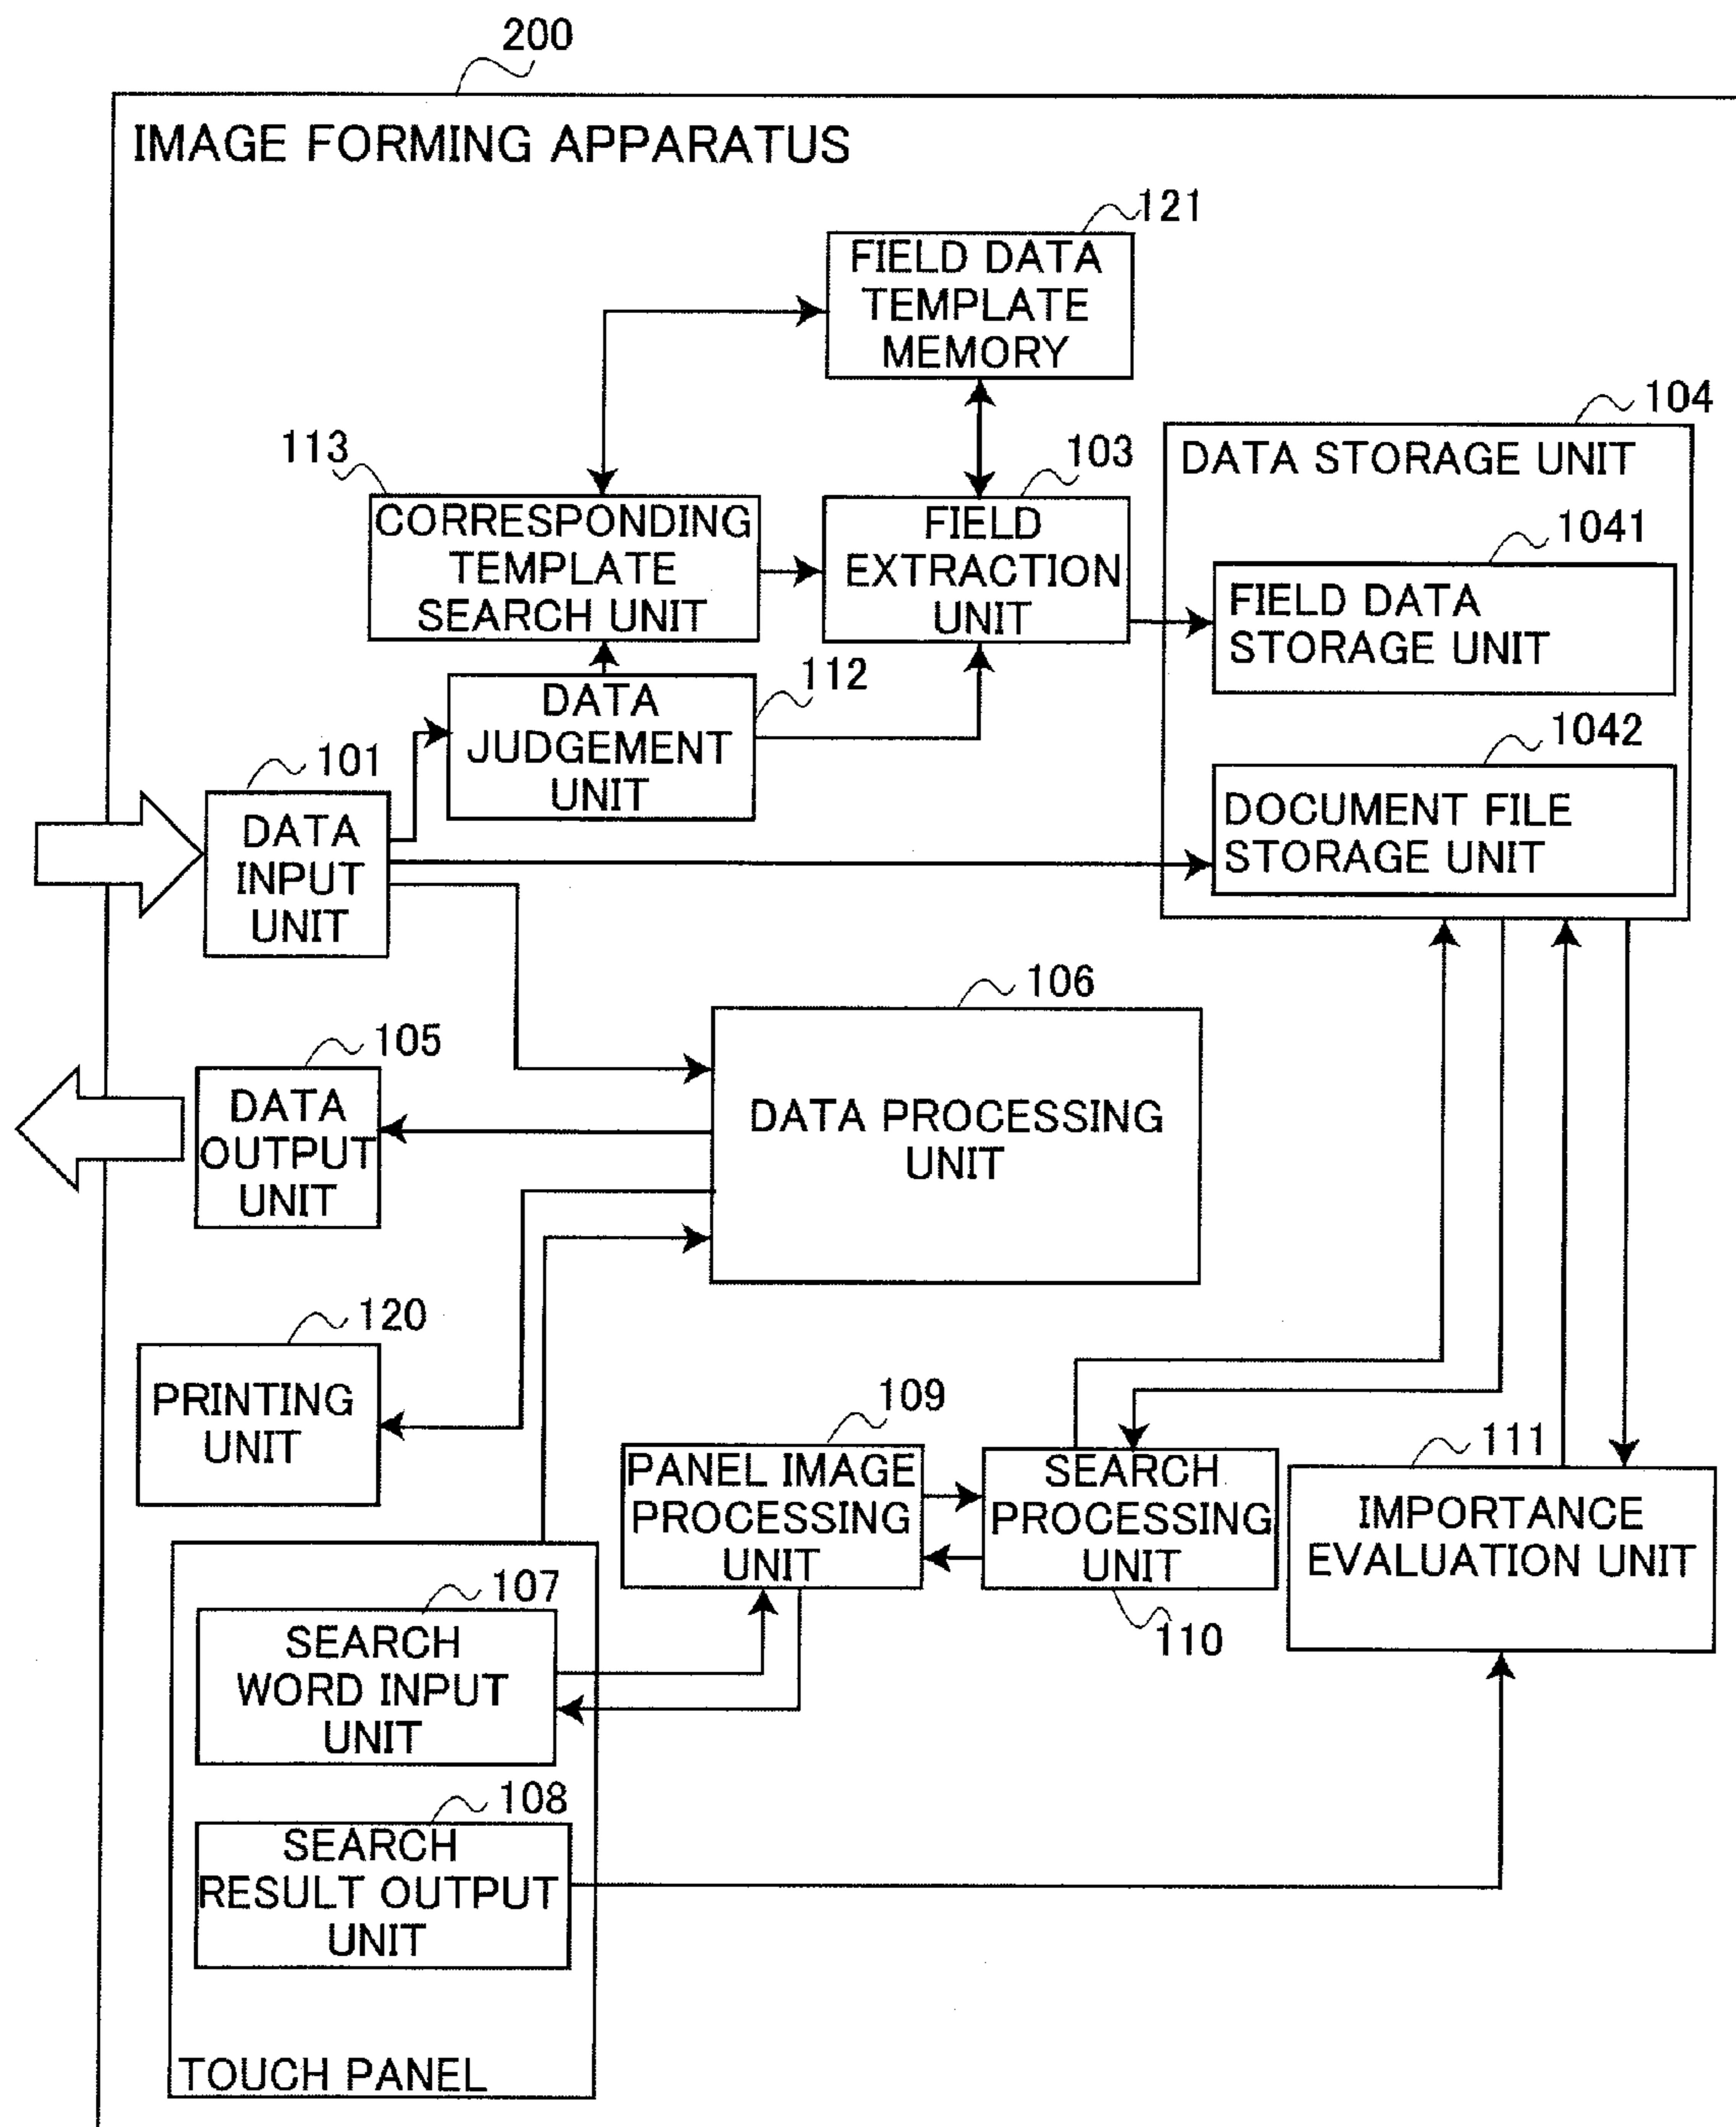 200
IMAGE FORMING APPARATUS
121
FIELD DATA
TEMPLATE
MEMORY
104
DATA STORAGE UNIT
113
CORRESPONDING
TEMPLATE
SEARCH UNIT
103
FIELD
EXTRACTION
UNIT
1041
FIELD DATA
STORAGE UNIT
112
DATA
JUDGEMENT
UNIT
1042
DOCUMENT FILE
STORAGE UNIT
101
DATA
INPUT
UNIT
106
DATA PROCESSING
UNIT
105
DATA
OUTPUT
UNIT
120
PRINTING
UNIT
109
PANEL IMAGE
PROCESSING
UNIT
SEARCH
PROCESSING
UNIT
110
111
IMPORTANCE
EVALUATION UNIT
107
SEARCH
WORD INPUT
UNIT
108
SEARCH
RESULT OUTPUT
UNIT
TOUCH PANEL